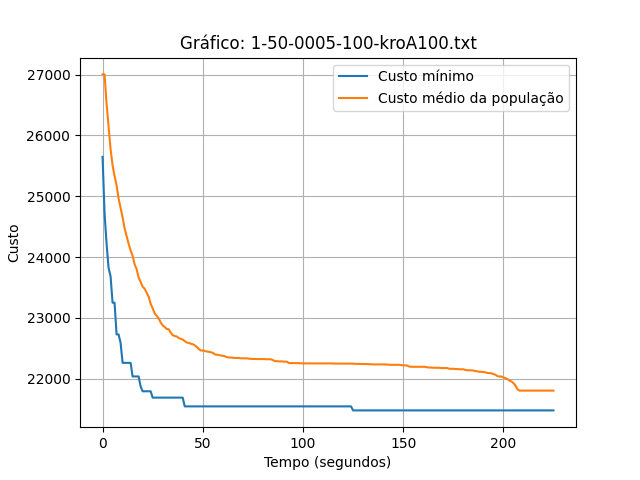 Gráfico: 1-50-0005-100-kroA100.txt
Custo mínimo
Custo médio da população
27000
26000
25000
24000
23000
22000
Custo
0
50
100
150
200
Tempo (segundos)